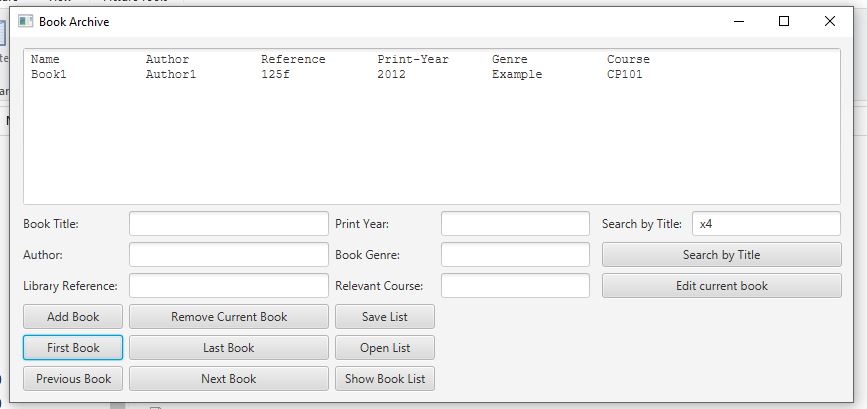 Book Archive
Name Author Reference Print-Year Genre Course
Book1 Author1 125f 2012 Example CP101
Book Title: Print Year: Search by Title: x4
Author: Book Genre: Search by Title
Library Reference: Relevant Course: Edit current book
Add Book Remove Current Book Save List
First Book Last Book Open List
Previous Book Next Book Show Book List